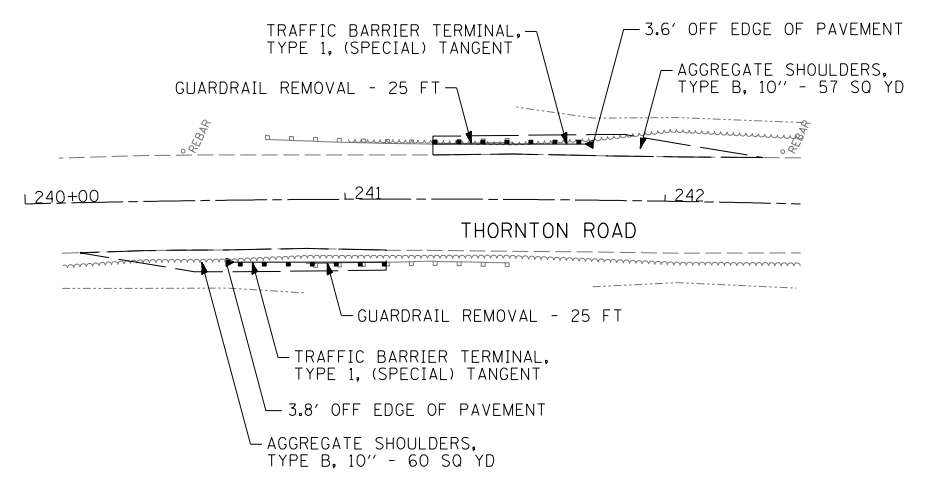 TRAFFIC BARRIER TERMINAL,
TYPE 1, (SPECIAL) TANGENT
3.6' OFF EDGE OF PAVEMENT
GUARDRAIL REMOVAL - 25 FT
AGGREGATE SHOULDERS,
TYPE B, 10" - 57 SQ YD
REBAR
REBAR
240+00
241
242
THORNTON ROAD
GUARDRAIL REMOVAL - 25 FT
TRAFFIC BARRIER TERMINAL,
TYPE 1, (SPECIAL) TANGENT
3.8' OFF EDGE OF PAVEMENT
AGGREGATE SHOULDERS,
TYPE B, 10" - 60 SQ YD